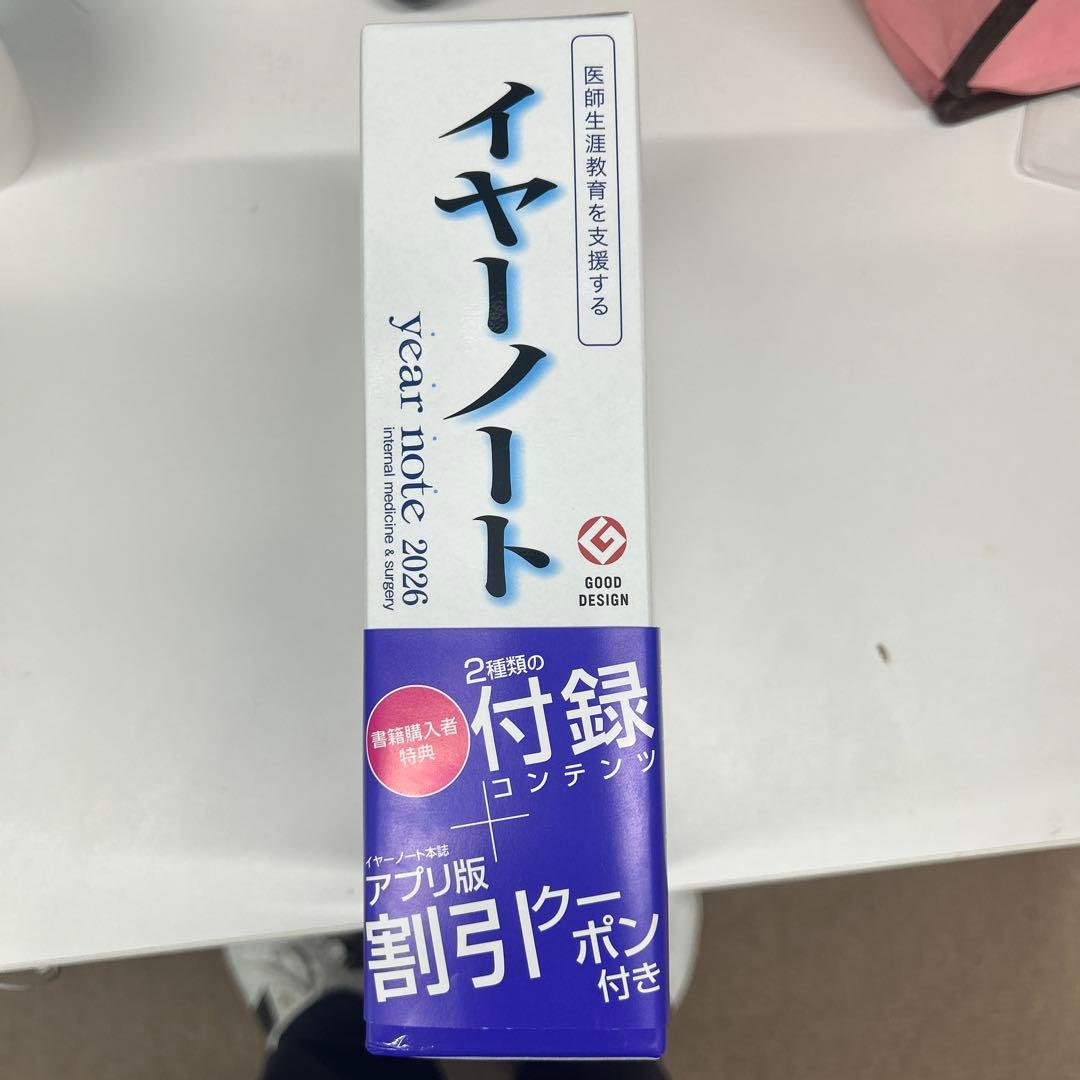 医師生涯教育を支援する
イヤーノート
year note 2026
internal medicine & surgery
GOOD
DESIGN
2種類の
付録
コンテンツ
書籍購入者
特典
イヤーノート本誌
アプリ版
割引クーポン
付き